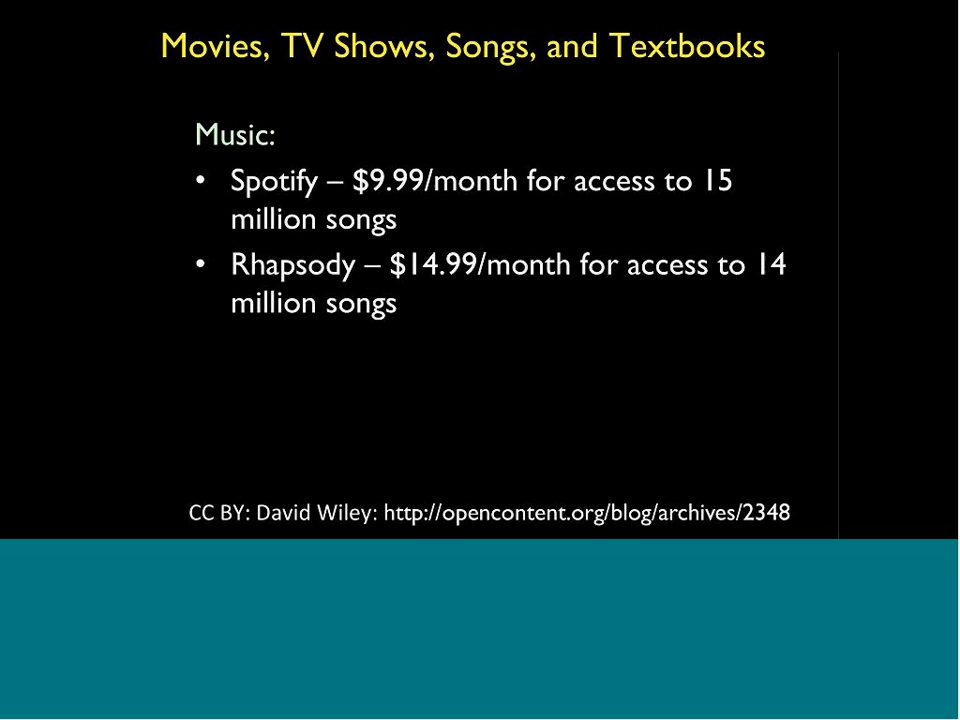 Movies, TV Shows, Songs, and Textbooks
Music:
• Spotify – $9.99/month for access to 15
million songs
• Rhapsody – $14.99/month for access to 14
million songs
CC BY: David Wiley: http://opencontent.org/blog/archives/2348